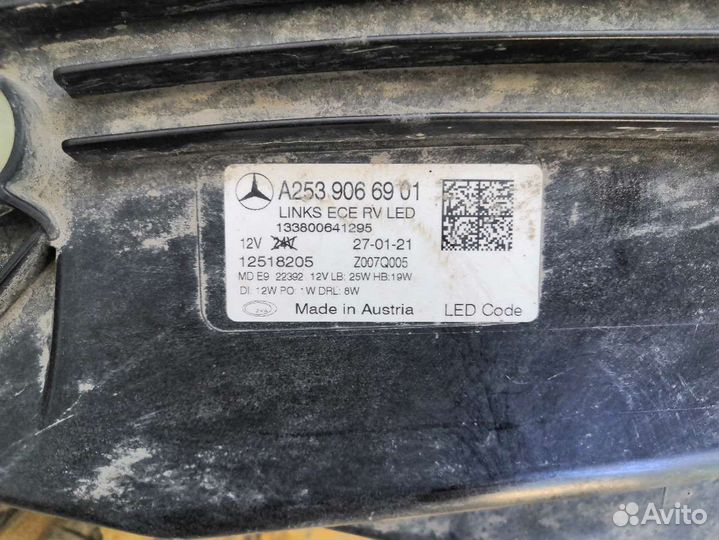 A253 906 69 01
LINKS ECE RV LED
133800641295
12V 24V 27-01-21
12518205 Z007Q005
MD E9 22392 12V LB: 25W HB:19W
DI: 12W PO: 1W DRL: 8W
Made in Austria LED Code
Avito